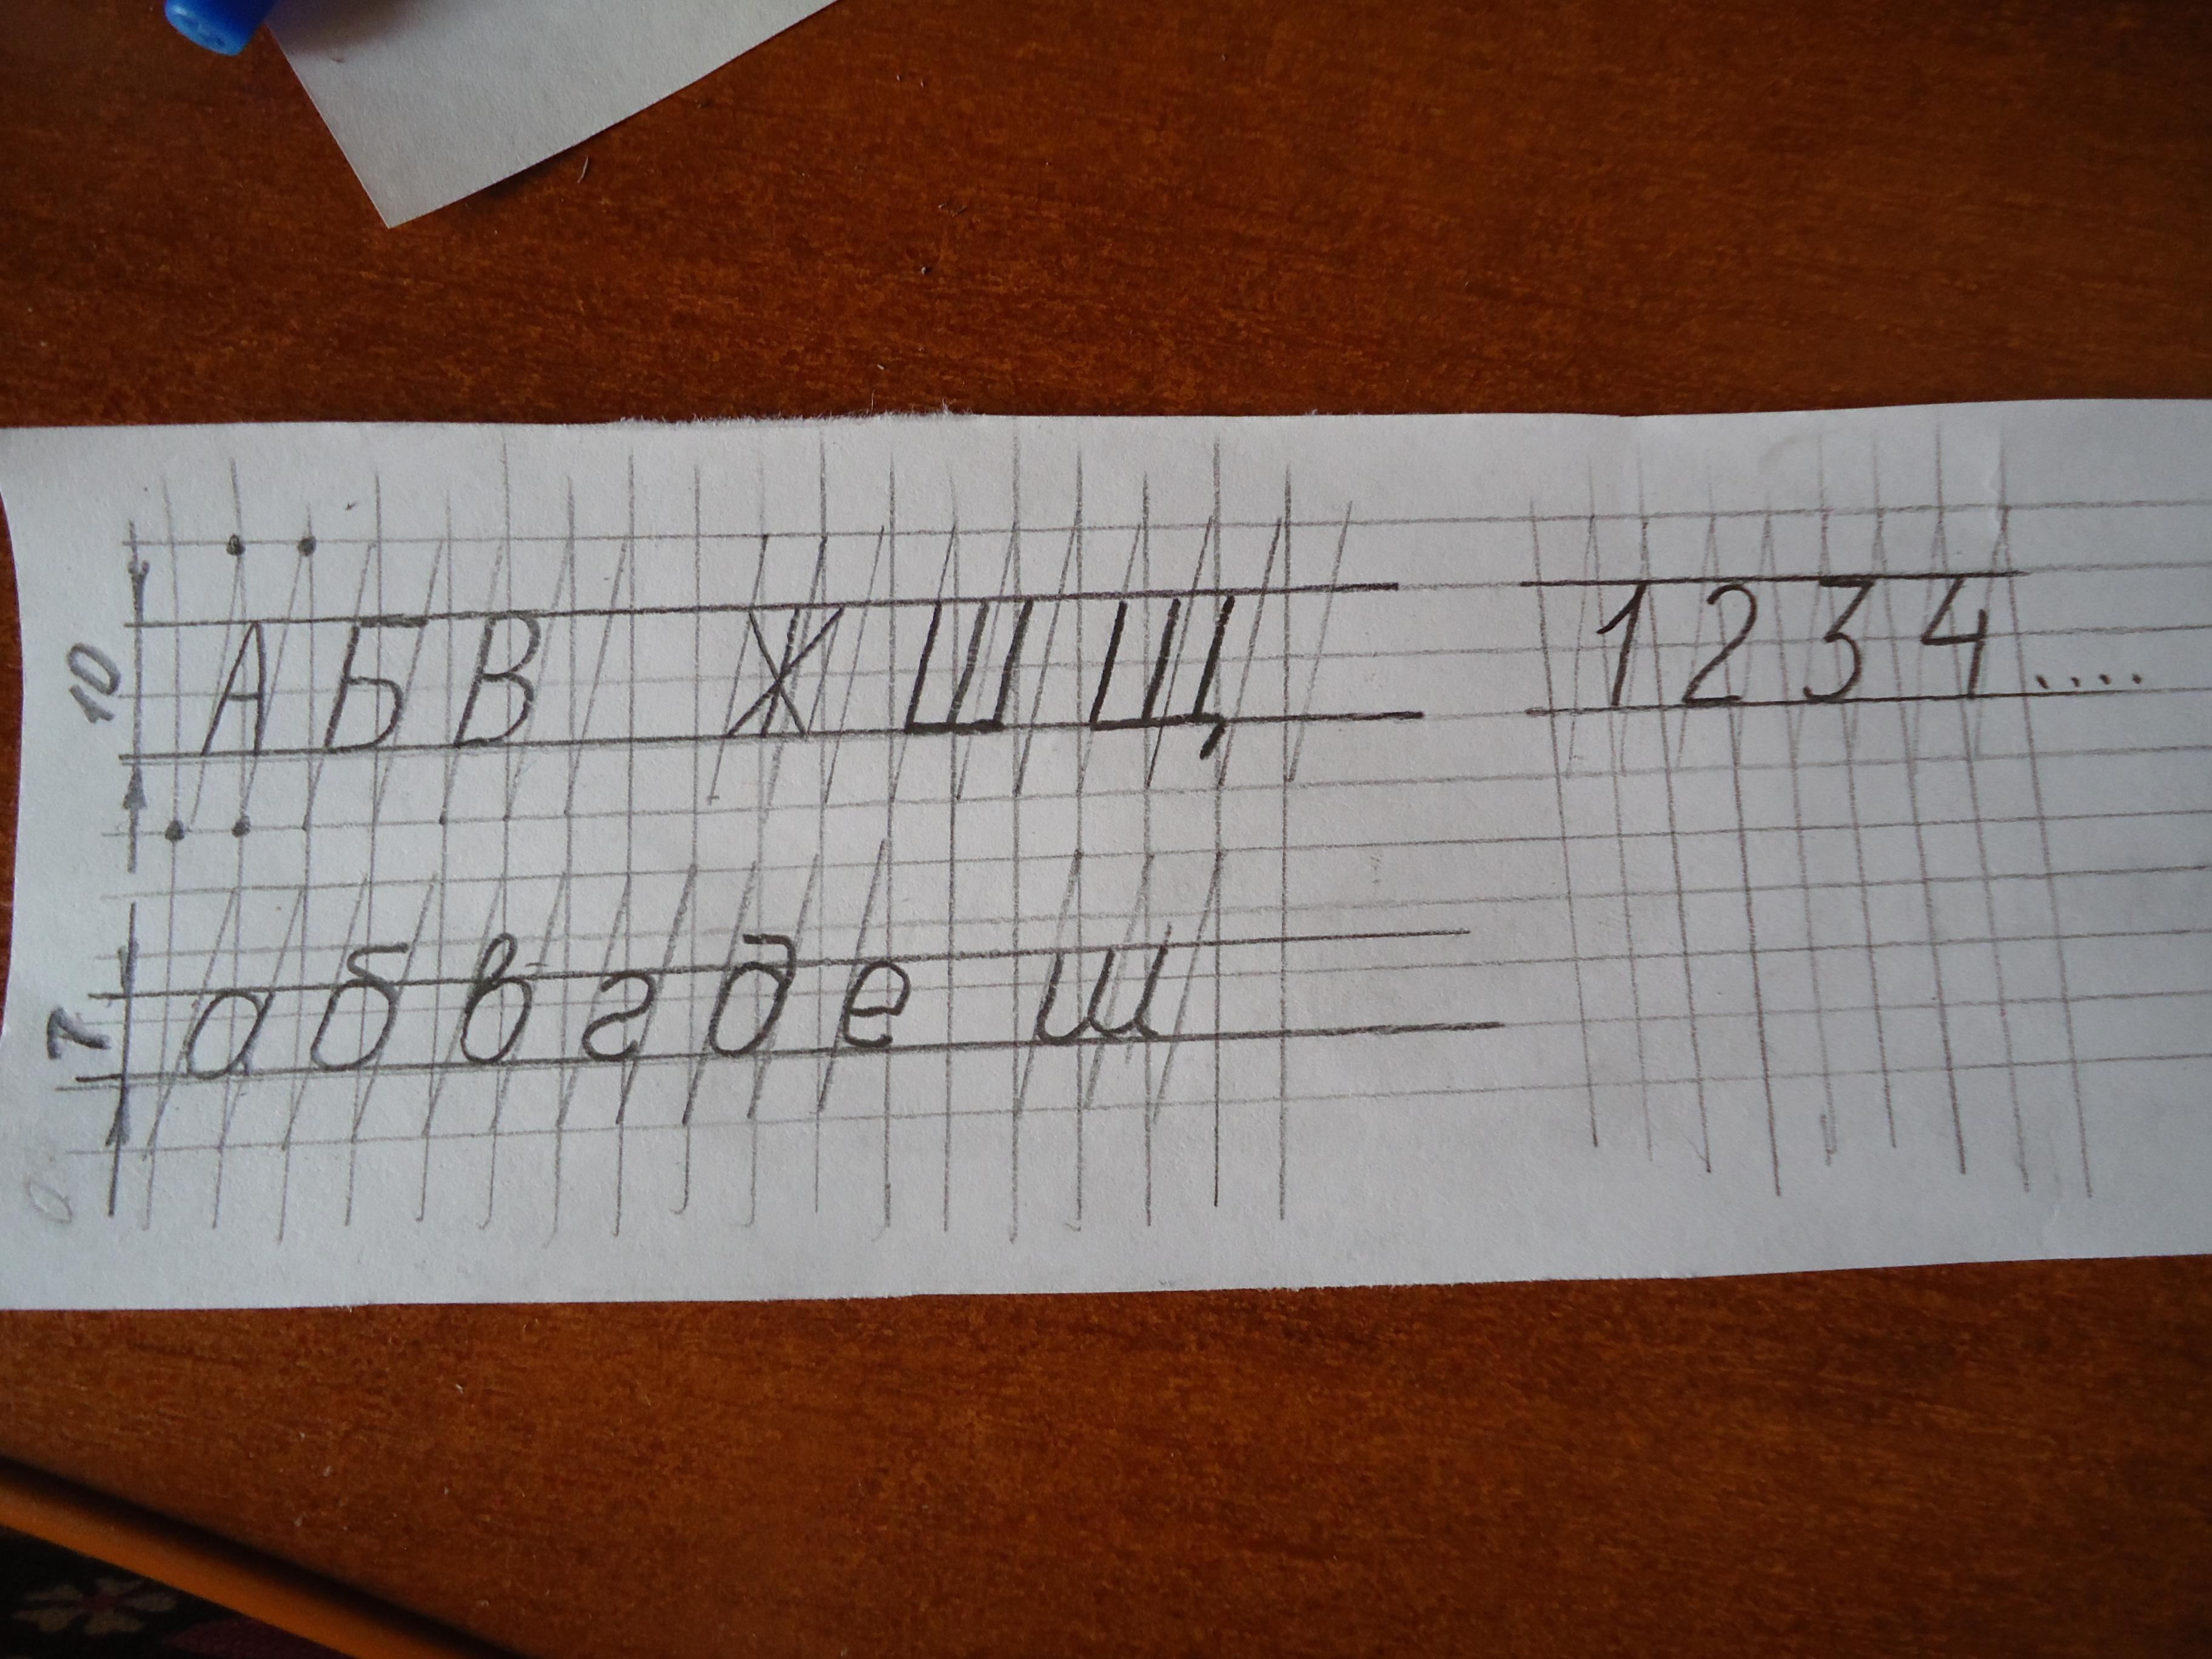 10 А Б В Ж Ш Щ 1 2 3 4 ....
7 а б в г д е ш